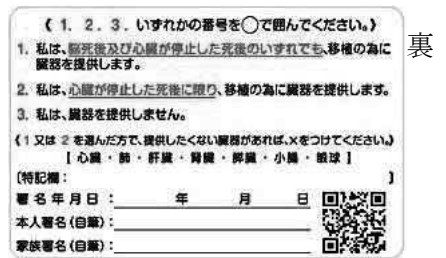 《 1. 2. 3. いずれかの番号を○で囲んでください。》
裏
1. 私は、脳死後及び心臓が停止した死後のいずれでも、移植の為に
臓器を提供します。
2. 私は、心臓が停止した死後に限り、移植の為に臓器を提供します。
3. 私は、臓器を提供しません。
《1 又は 2 を選んだ方で、提供したくない臓器があれば、×をつけてください。》
【 心臓 ・ 肺 ・ 肝臓 ・ 腎臓 ・ 膵臓 ・ 小腸 ・ 眼球 】
〔特記欄: 〕
署名年月日: 年 月 日
本人署名(自筆):
家族署名(自筆):